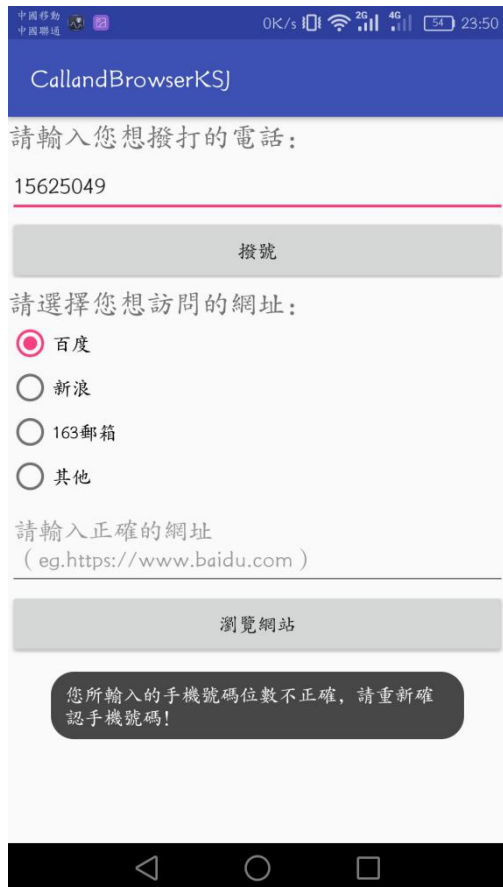 中國移動
中國聯通
0K/s 2G 4G 54 23:50
CallandBrowserKSJ
請輸入您想撥打的電話:
15625049
撥號
請選擇您想訪問的網址:
百度
新浪
163郵箱
其他
請輸入正確的網址
(eg.https://www.baidu.com)
瀏覽網站
您所輸入的手機號碼位數不正確，請重新確
認手機號碼!